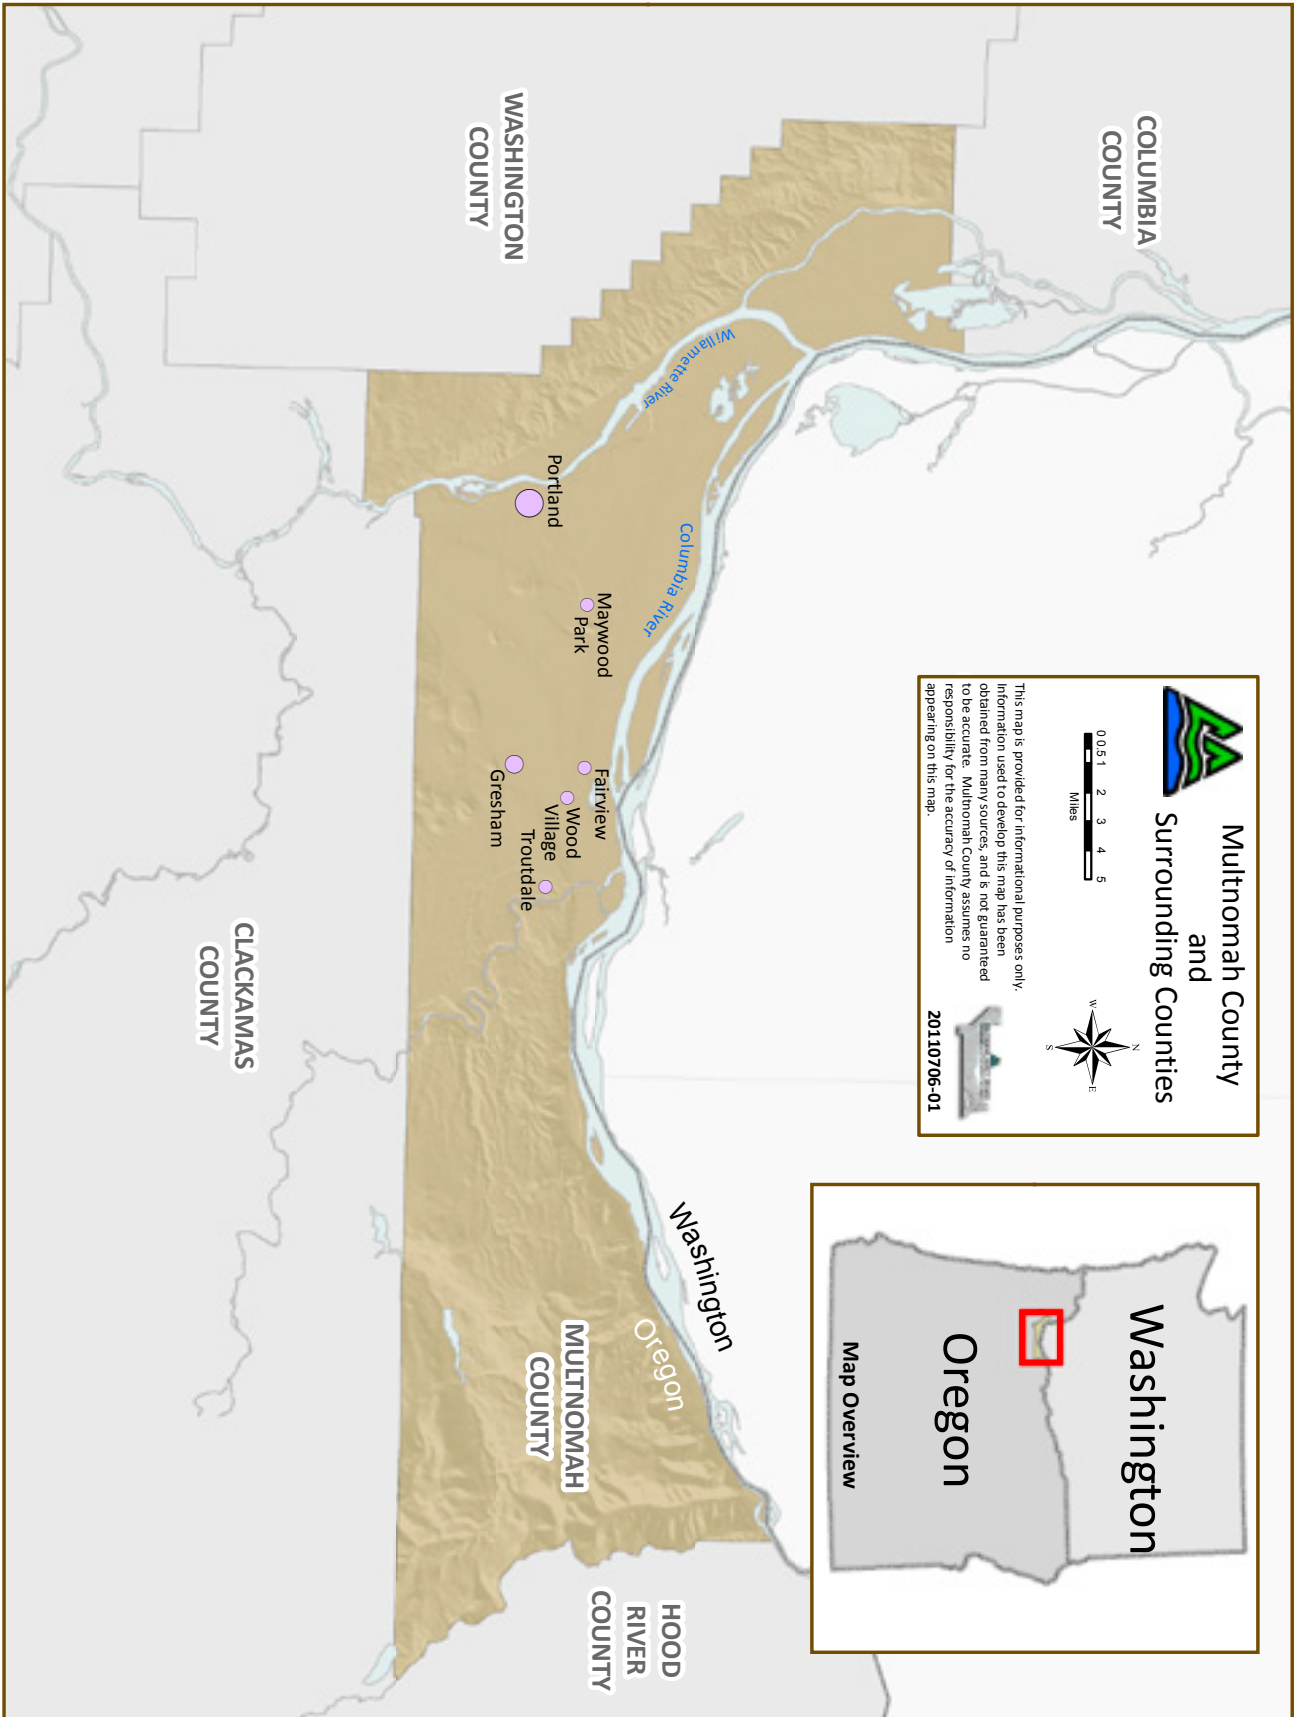 Multnomah County
and
Surrounding Counties
0 0.5 1 2 3 4 5
Miles
N
W
E
S
This map is provided for informational purposes only.
Information used to develop this map has been
obtained from many sources, and is not guaranteed
to be accurate. Multnomah County assumes no
responsibility for the accuracy of information
appearing on this map.
20110706-01
Washington
Oregon
Map Overview
COLUMBIA
COUNTY
WASHINGTON
COUNTY
Willamette River
Columbia River
Portland
Maywood
Park
Fairview
Wood
Village
Troutdale
Gresham
Washington
Oregon
MULTNOMAH
COUNTY
HOOD
RIVER
COUNTY
CLACKAMAS
COUNTY